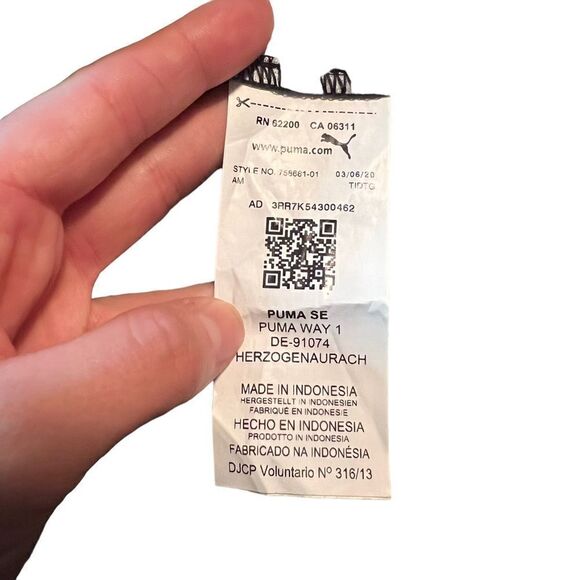 RN 62200 CA 06311
www.puma.com
STYLE NO. 758661-01 03/06/20
AM TIDTG
AD 3RR7K54300462
PUMA SE
PUMA WAY 1
DE-91074
HERZOGENAURACH
MADE IN INDONESIA
HERGESTELLT IN INDONESIEN
FABRIQUÉ EN INDONESIE
HECHO EN INDONESIA
PRODOTTO IN INDONESIA
FABRICADO NA INDONÉSIA
DJCP Voluntario Nº 316/13